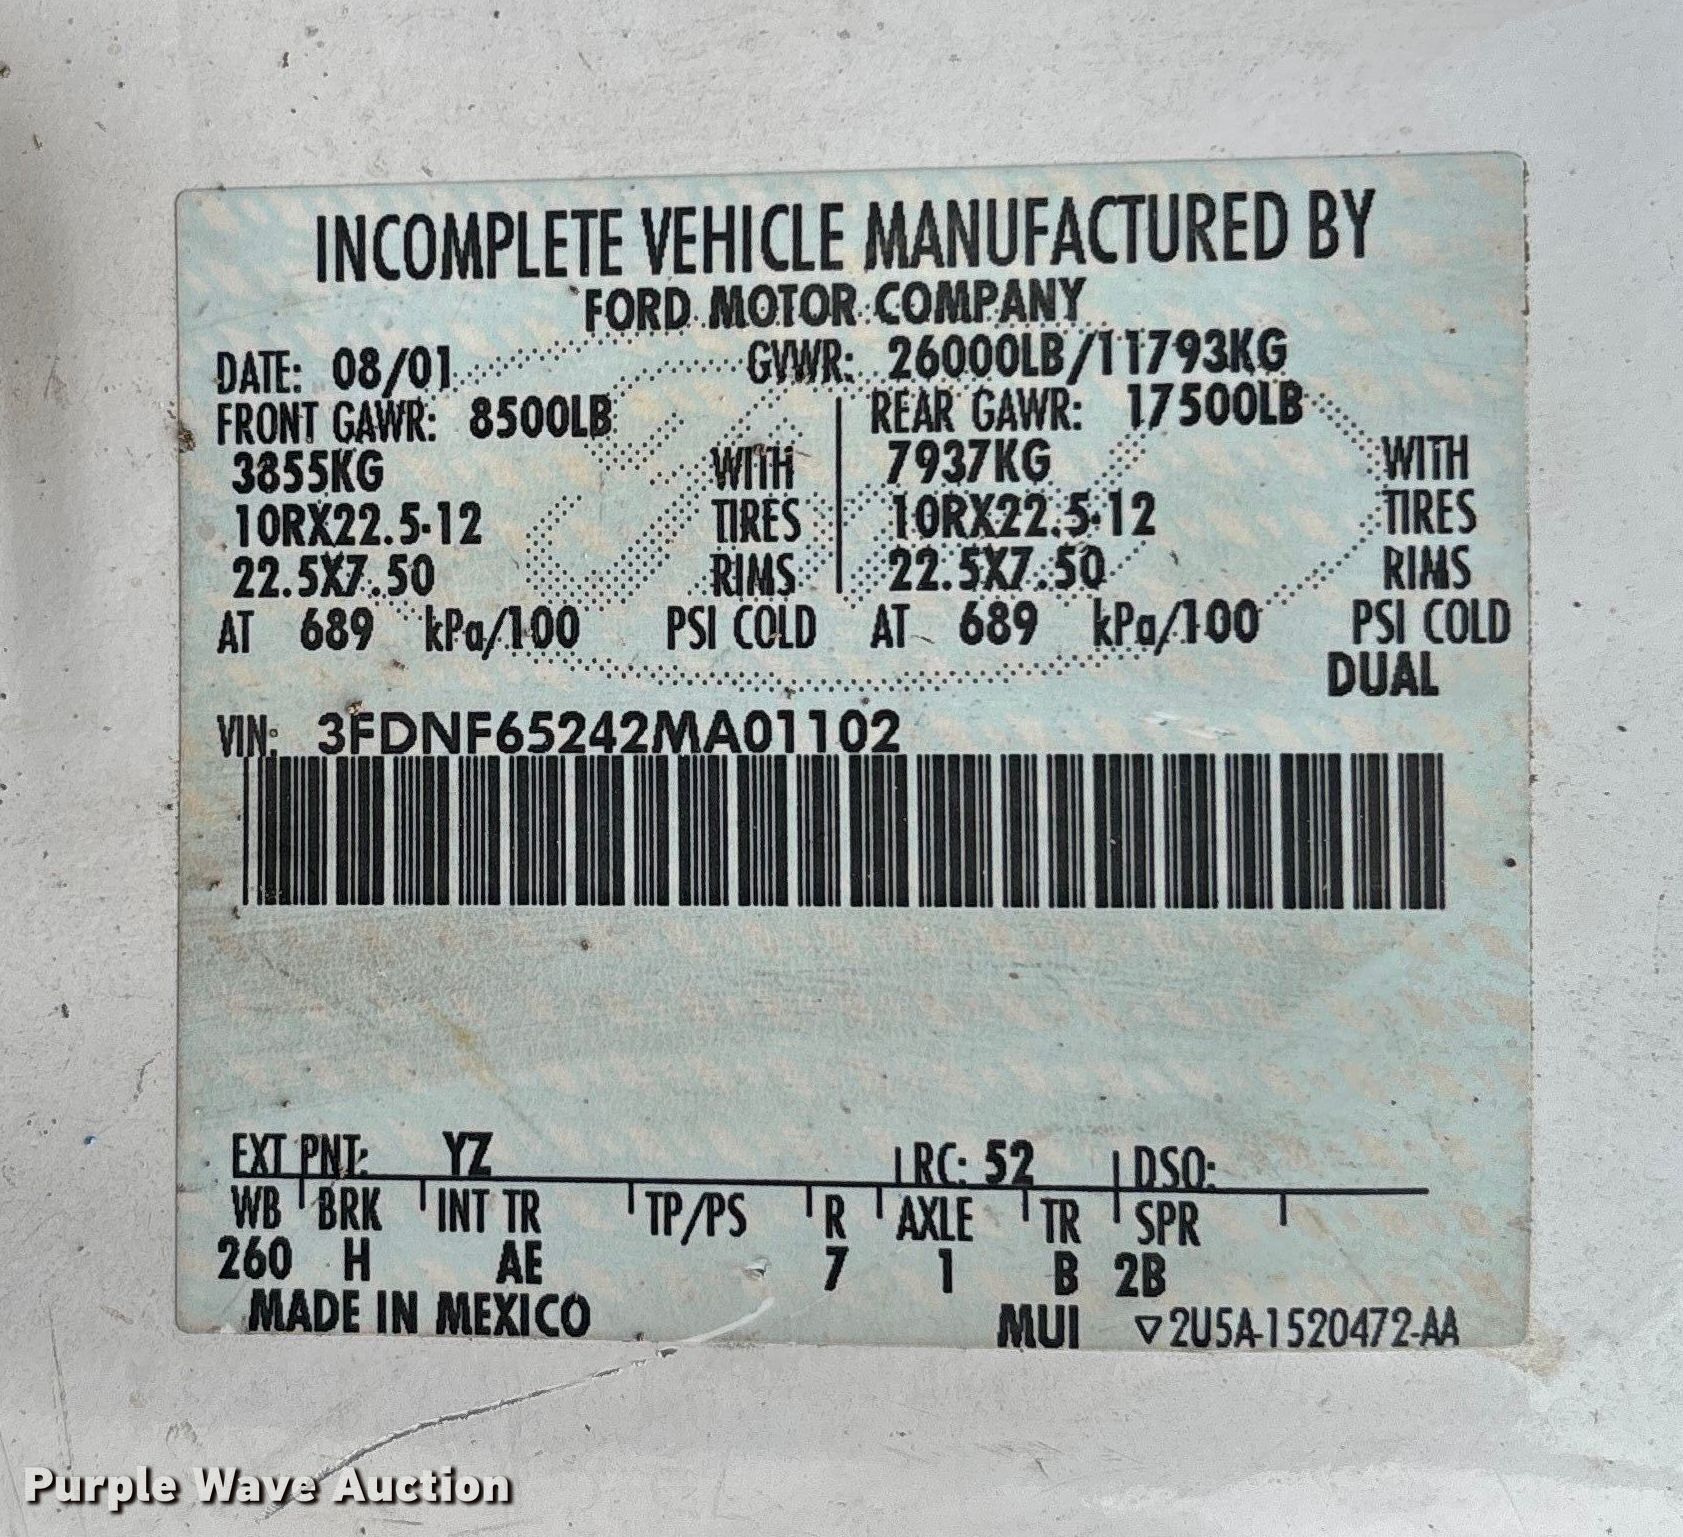 INCOMPLETE VEHICLE MANUFACTURED BY
FORD MOTOR COMPANY
DATE: 08/01 GVWR: 26000LB/11793KG
FRONT GAWR: 8500LB REAR GAWR: 17500LB
3855KG WITH 7937KG WITH
10RX22.5-12 TIRES 10RX22.5-12 TIRES
22.5X7.50 RIMS 22.5X7.50 RIMS
AT 689 kPa/100 PSI COLD AT 689 kPa/100 PSI COLD
DUAL
VIN: 3FDNF65242MA01102
EXT PNT: YZ RC: 52 DSO:
WB BRK INT TR TP/PS R AXLE TR SPR
260 H AE 7 1 B 2B
MADE IN MEXICO MUI ▽2U5A-1520472-AA
Purple Wave Auction